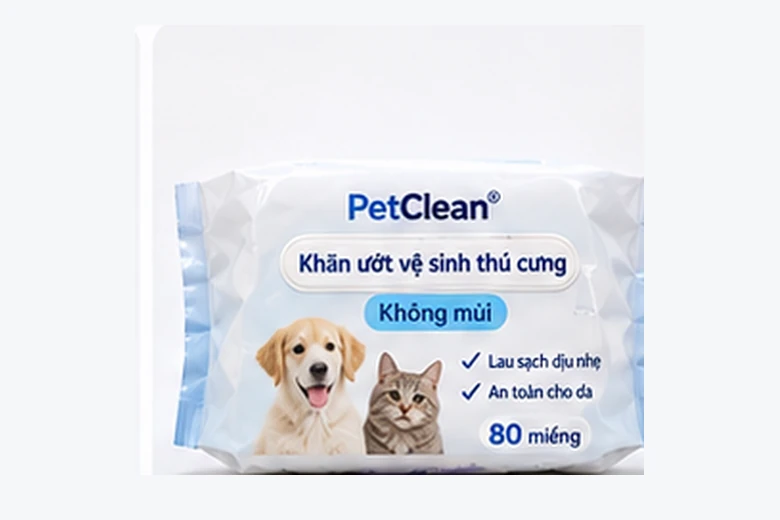 PetClean®
Khăn ướt vệ sinh thú cưng
Không mùi
✓ Lau sạch dịu nhẹ
✓ An toàn cho da
80 miếng